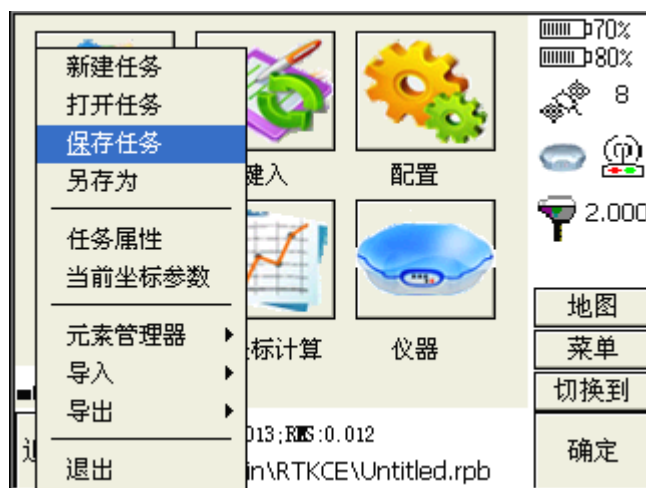 新建任务
打开任务
保存任务
另存为
任务属性
当前坐标参数
元素管理器
导入
导出
退出
键入
配置
标计算
仪器
013;RMS:0.012
in\RTKCE\Untitled.rpb
70%
80%
8
2.000
地图
菜单
切换到
确定